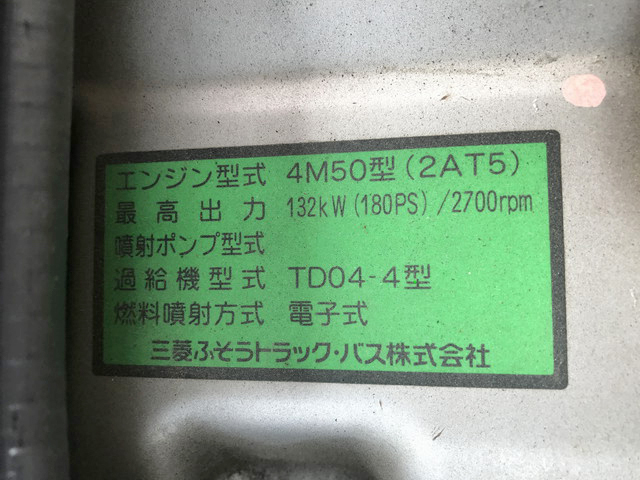 エンジン型式 4M50型(2AT5)
最高出力 132kW(180PS)/2700rpm
噴射ポンプ型式
過給機型式 TD04-4型
燃料噴射方式 電子式
三菱ふそうトラック・バス株式会社